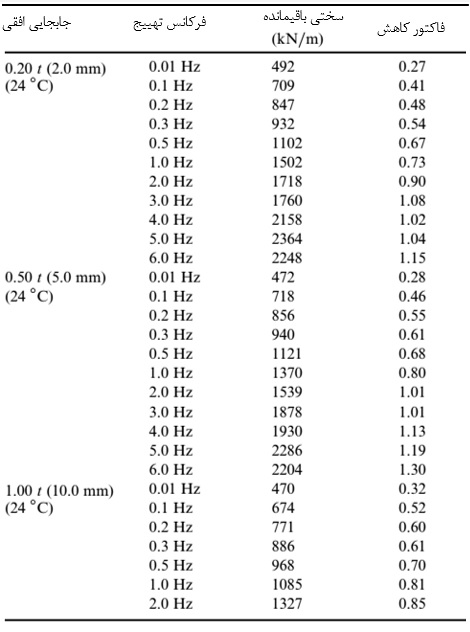 جابجایی افقی فرکانس تهییج سختی باقیمانده (kN/m) فاکتور کاهش
0.20 t (2.0 mm) 0.01 Hz 492 0.27
(24 °C) 0.1 Hz 709 0.41
0.2 Hz 847 0.48
0.3 Hz 932 0.54
0.5 Hz 1102 0.67
1.0 Hz 1502 0.73
2.0 Hz 1718 0.90
3.0 Hz 1760 1.08
4.0 Hz 2158 1.02
5.0 Hz 2364 1.04
6.0 Hz 2248 1.15
0.50 t (5.0 mm) 0.01 Hz 472 0.28
(24 °C) 0.1 Hz 718 0.46
0.2 Hz 856 0.55
0.3 Hz 940 0.61
0.5 Hz 1121 0.68
1.0 Hz 1370 0.80
2.0 Hz 1539 1.01
3.0 Hz 1878 1.01
4.0 Hz 1930 1.13
5.0 Hz 2286 1.19
6.0 Hz 2204 1.30
1.00 t (10.0 mm) 0.01 Hz 470 0.32
(24 °C) 0.1 Hz 674 0.52
0.2 Hz 771 0.60
0.3 Hz 886 0.61
0.5 Hz 968 0.70
1.0 Hz 1085 0.81
2.0 Hz 1327 0.85